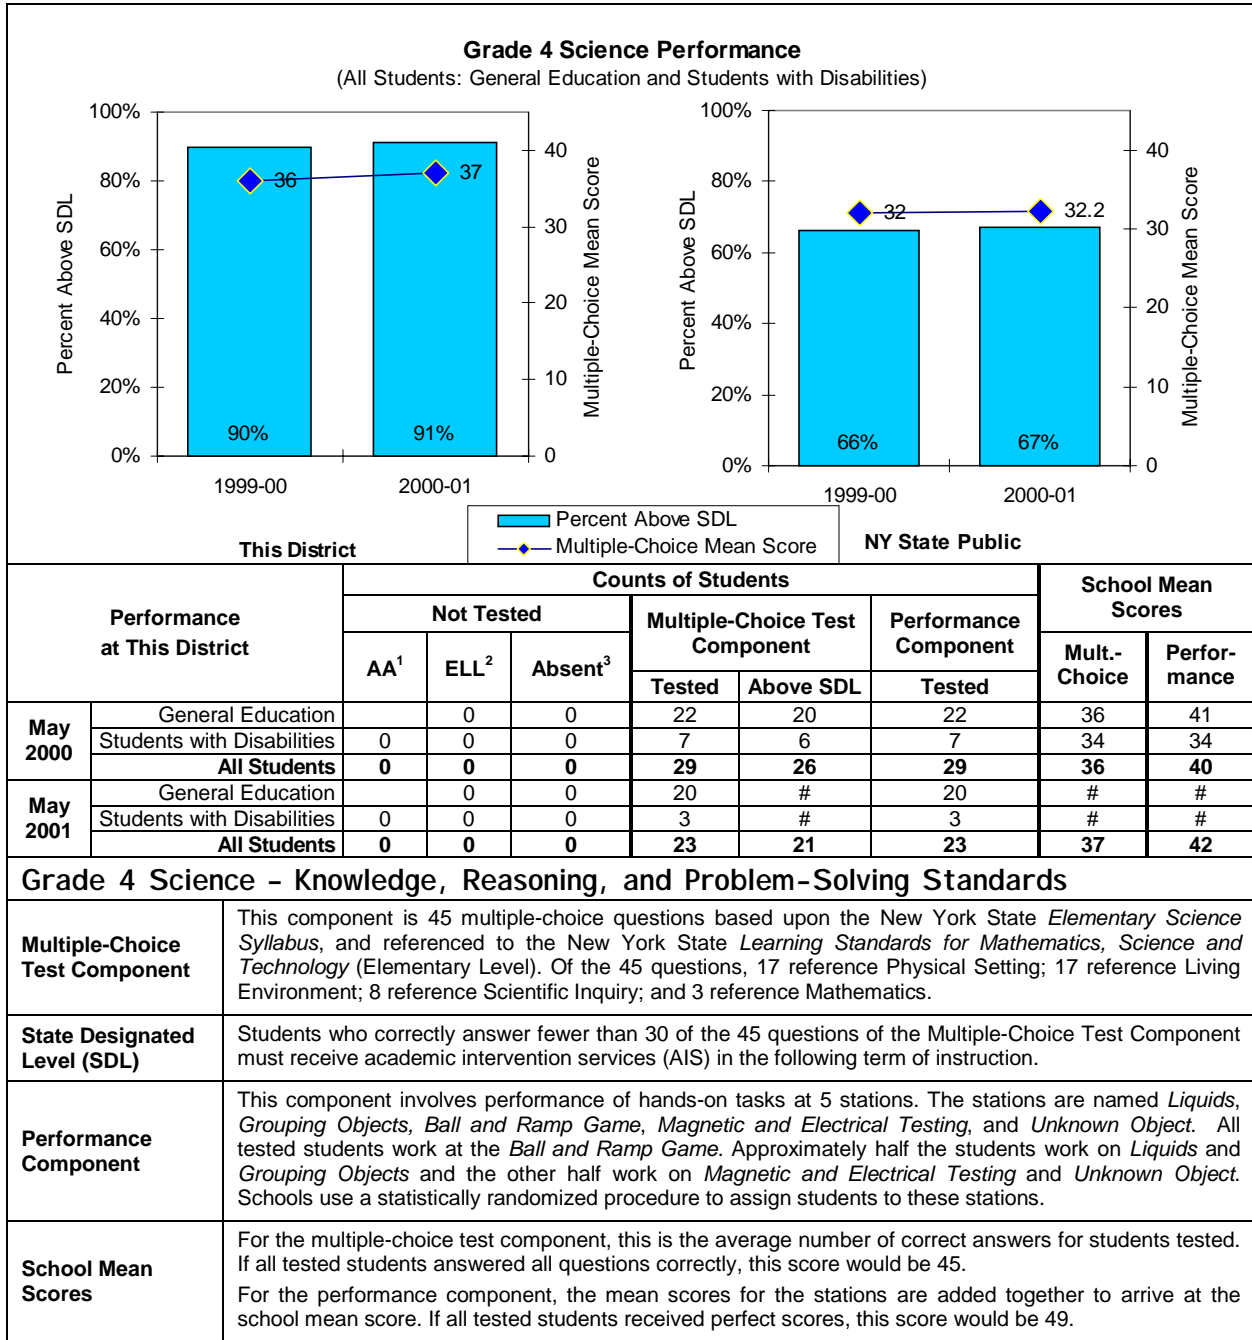 Grade 4 Science Performance
(All Students: General Education and Students with Disabilities)
100%
80%
60%
40%
20%
0%
Percent Above SDL
36
37
90%
91%
40
30
20
10
0
Multiple-Choice Mean Score
1999-00
2000-01
This District
100%
80%
60%
40%
20%
0%
Percent Above SDL
32
32.2
66%
67%
40
30
20
10
0
Multiple-Choice Mean Score
1999-00
2000-01
NY State Public
Percent Above SDL
Multiple-Choice Mean Score
Performance
at This District
Counts of Students
School Mean
Scores
Not Tested
Multiple-Choice Test
Component
Performance
Component
AA1
ELL2
Absent3
Mult.-
Choice
Perfor-
mance
Tested
Above SDL
Tested
May
2000
General Education 0 0 22 20 22 36 41
Students with Disabilities 0 0 0 7 6 7 34 34
All Students 0 0 0 29 26 29 36 40
May
2001
General Education 0 0 20 # 20 # #
Students with Disabilities 0 0 0 3 # 3 # #
All Students 0 0 0 23 21 23 37 42
Grade 4 Science – Knowledge, Reasoning, and Problem-Solving Standards
Multiple-Choice
Test Component
This component is 45 multiple-choice questions based upon the New York State Elementary Science
Syllabus, and referenced to the New York State Learning Standards for Mathematics, Science and
Technology (Elementary Level). Of the 45 questions, 17 reference Physical Setting; 17 reference Living
Environment; 8 reference Scientific Inquiry; and 3 reference Mathematics.
State Designated
Level (SDL)
Students who correctly answer fewer than 30 of the 45 questions of the Multiple-Choice Test Component
must receive academic intervention services (AIS) in the following term of instruction.
Performance
Component
This component involves performance of hands-on tasks at 5 stations. The stations are named Liquids,
Grouping Objects, Ball and Ramp Game, Magnetic and Electrical Testing, and Unknown Object. All
tested students work at the Ball and Ramp Game. Approximately half the students work on Liquids and
Grouping Objects and the other half work on Magnetic and Electrical Testing and Unknown Object.
Schools use a statistically randomized procedure to assign students to these stations.
School Mean
Scores
For the multiple-choice test component, this is the average number of correct answers for students tested.
If all tested students answered all questions correctly, this score would be 45.
For the performance component, the mean scores for the stations are added together to arrive at the
school mean score. If all tested students received perfect scores, this score would be 49.